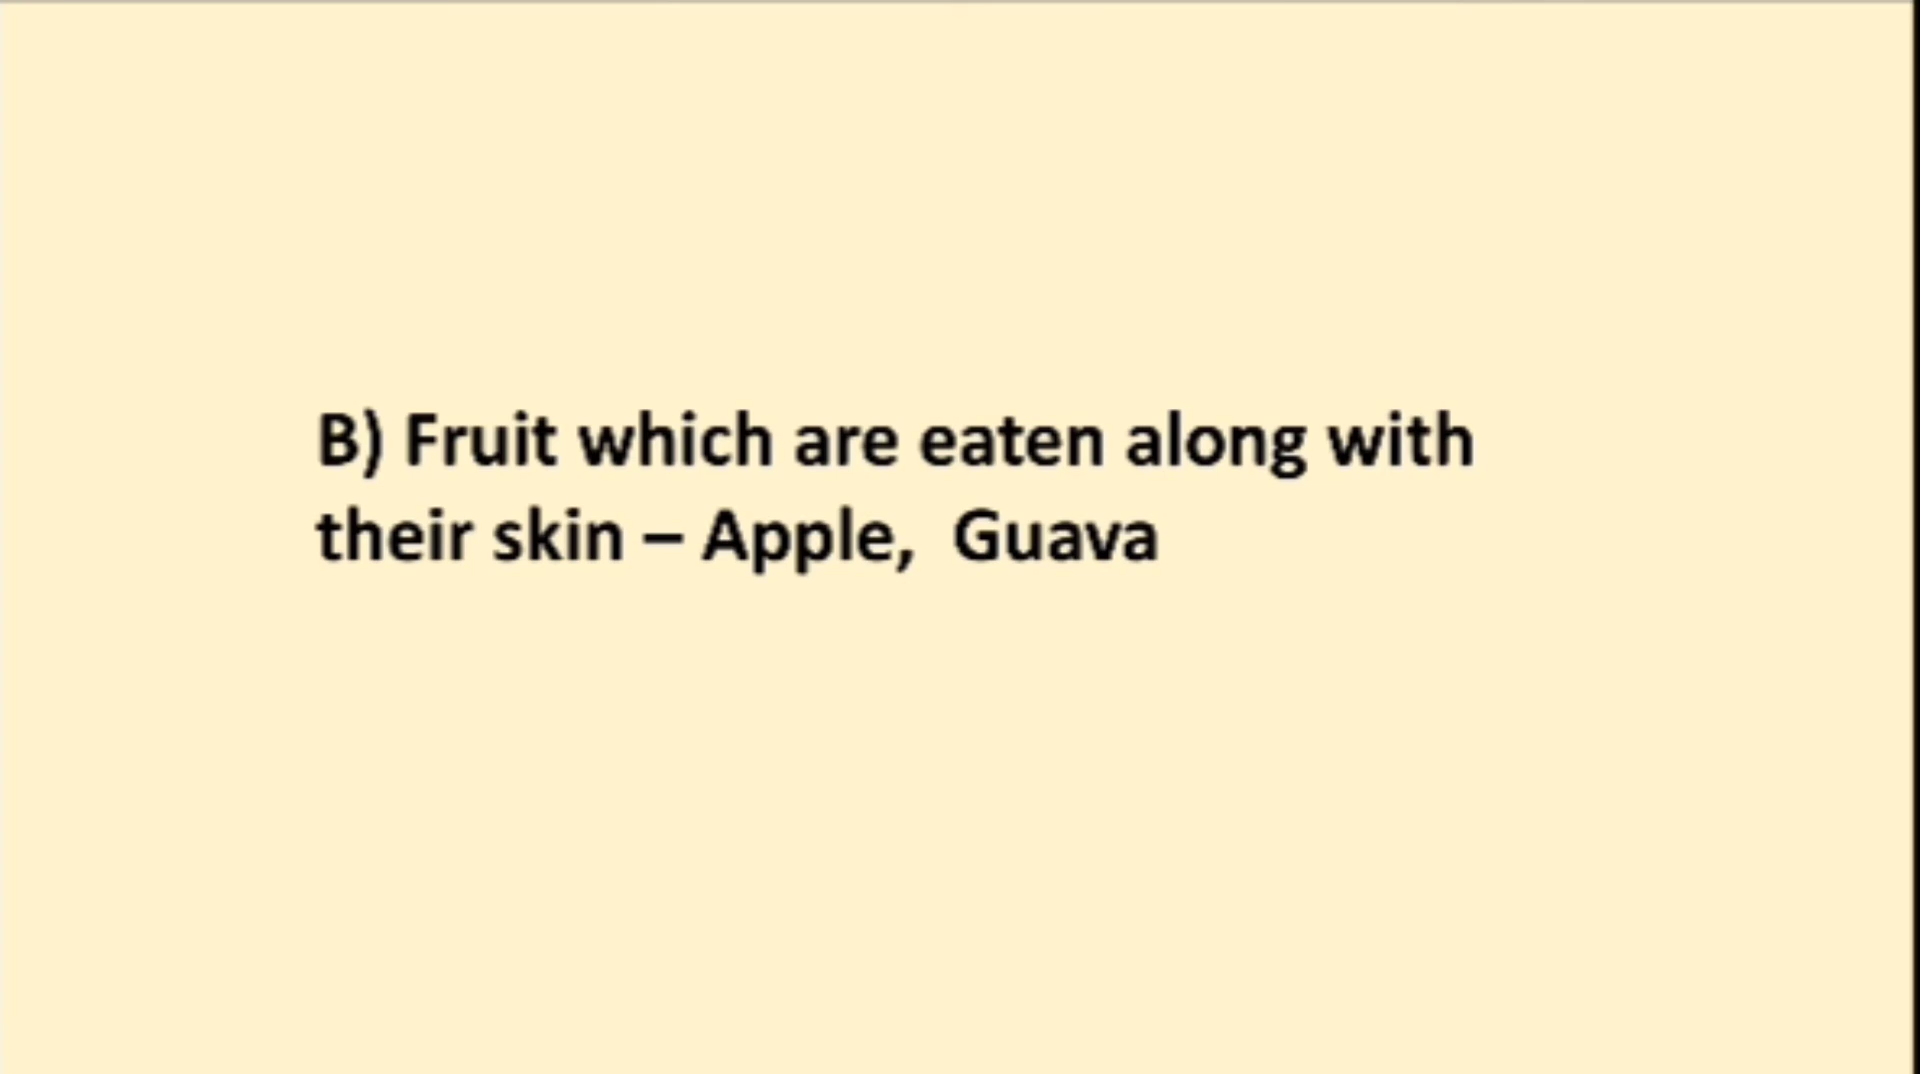 B) Fruit which are eaten along with
their skin – Apple,  Guava